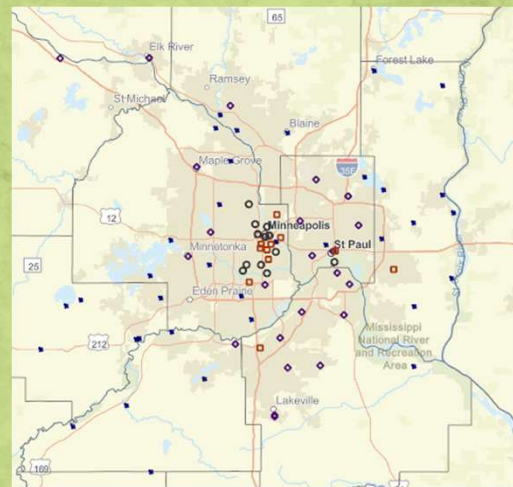 65
Elk River
Forest Lake
Ramsey
St Michael
Blaine
Maple Grove
35E
12
Minneapolis
St Paul
Minnetonka
25
Eden Prairie
212
Mississippi
National River
and Recreation
Area
Lakeville
169